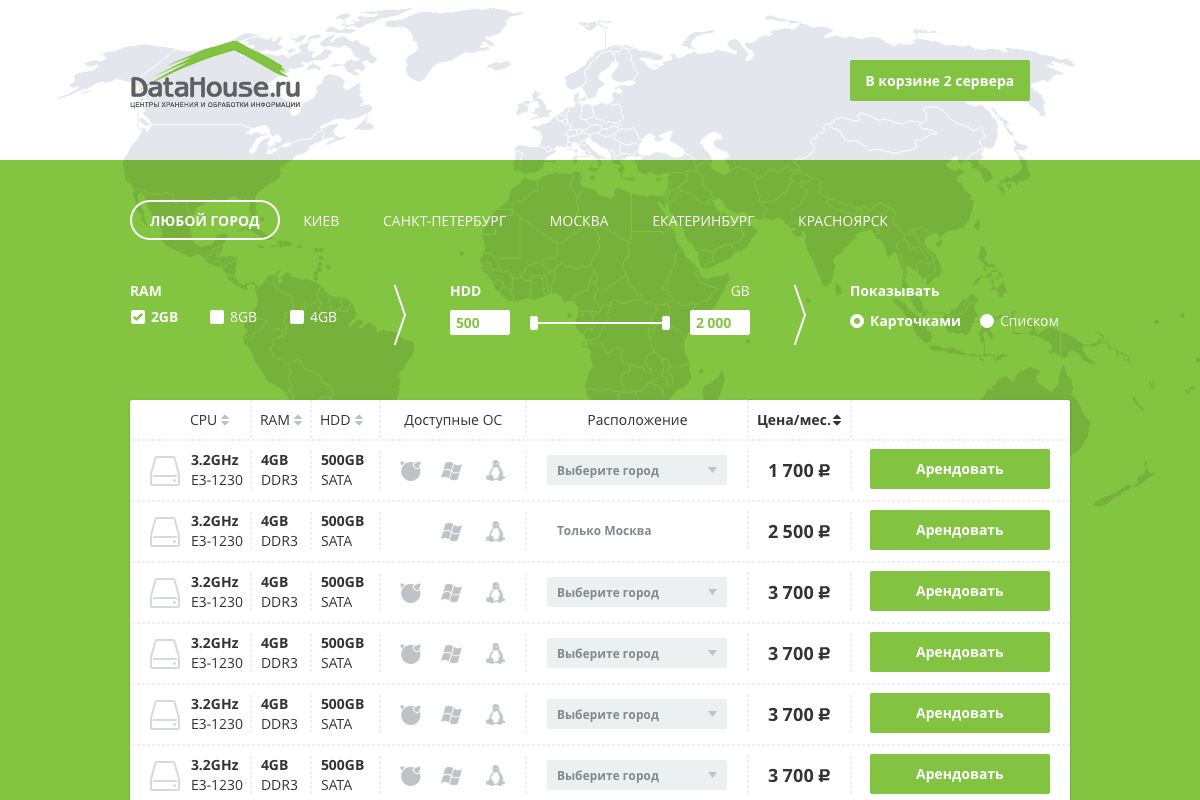 DataHouse.ru
ЦЕНТРЫ ХРАНЕНИЯ И ОБРАБОТКИ ИНФОРМАЦИИ
В корзине 2 сервера
ЛЮБОЙ ГОРОД КИЕВ САНКТ-ПЕТЕРБУРГ МОСКВА ЕКАТЕРИНБУРГ КРАСНОЯРСК
RAM HDD GB Показывать
2GB 8GB 4GB 500 2 000 Карточками Списком
CPU RAM HDD Доступные ОС Расположение Цена/мес.
3.2GHz 4GB 500GB
E3-1230 DDR3 SATA Выберите город 1 700 ₽ Арендовать
3.2GHz 4GB 500GB
E3-1230 DDR3 SATA Только Москва 2 500 ₽ Арендовать
3.2GHz 4GB 500GB
E3-1230 DDR3 SATA Выберите город 3 700 ₽ Арендовать
3.2GHz 4GB 500GB
E3-1230 DDR3 SATA Выберите город 3 700 ₽ Арендовать
3.2GHz 4GB 500GB
E3-1230 DDR3 SATA Выберите город 3 700 ₽ Арендовать
3.2GHz 4GB 500GB
E3-1230 DDR3 SATA Выберите город 3 700 ₽ Арендовать